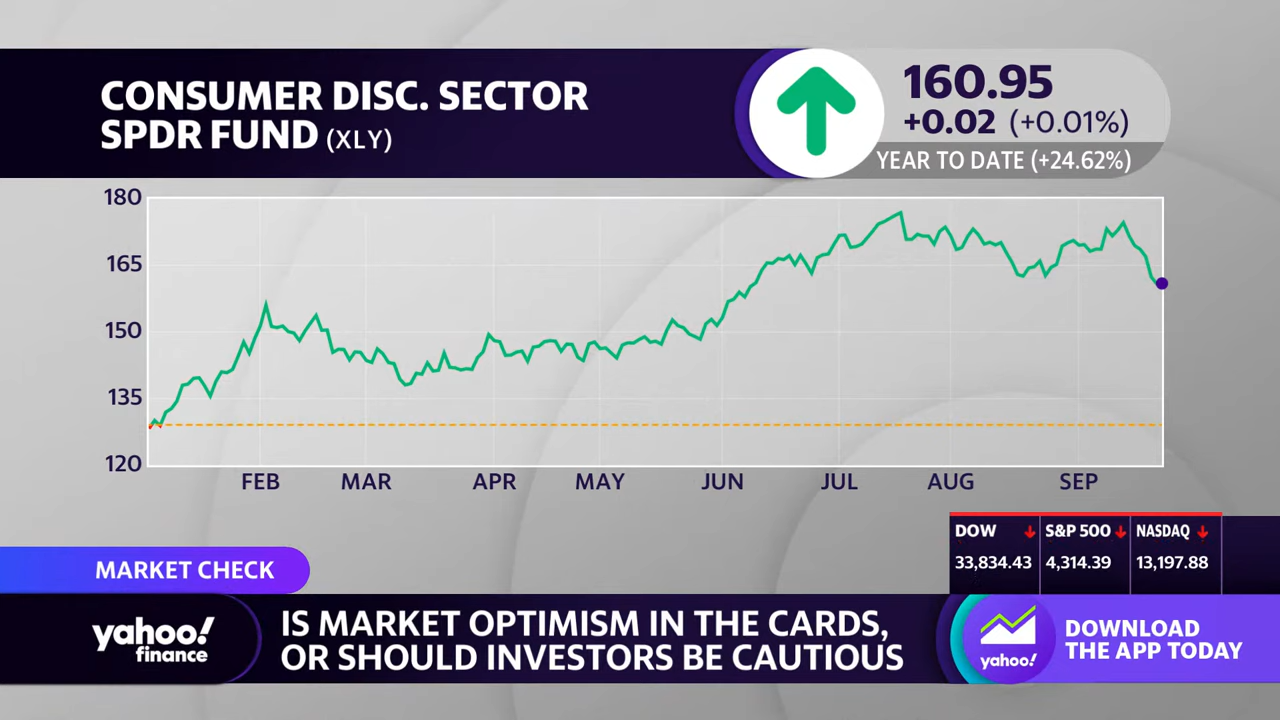 CONSUMER DISC. SECTOR
SPDR FUND (XLY)
160.95
+0.02 (+0.01%)
YEAR TO DATE (+24.62%)
180
165
150
135
120
FEB MAR APR MAY JUN JUL AUG SEP
DOW S&P 500 NASDAQ
33,834.43 4,314.39 13,197.88
MARKET CHECK
yahoo!
finance
IS MARKET OPTIMISM IN THE CARDS,
OR SHOULD INVESTORS BE CAUTIOUS
yahoo!
DOWNLOAD
THE APP TODAY